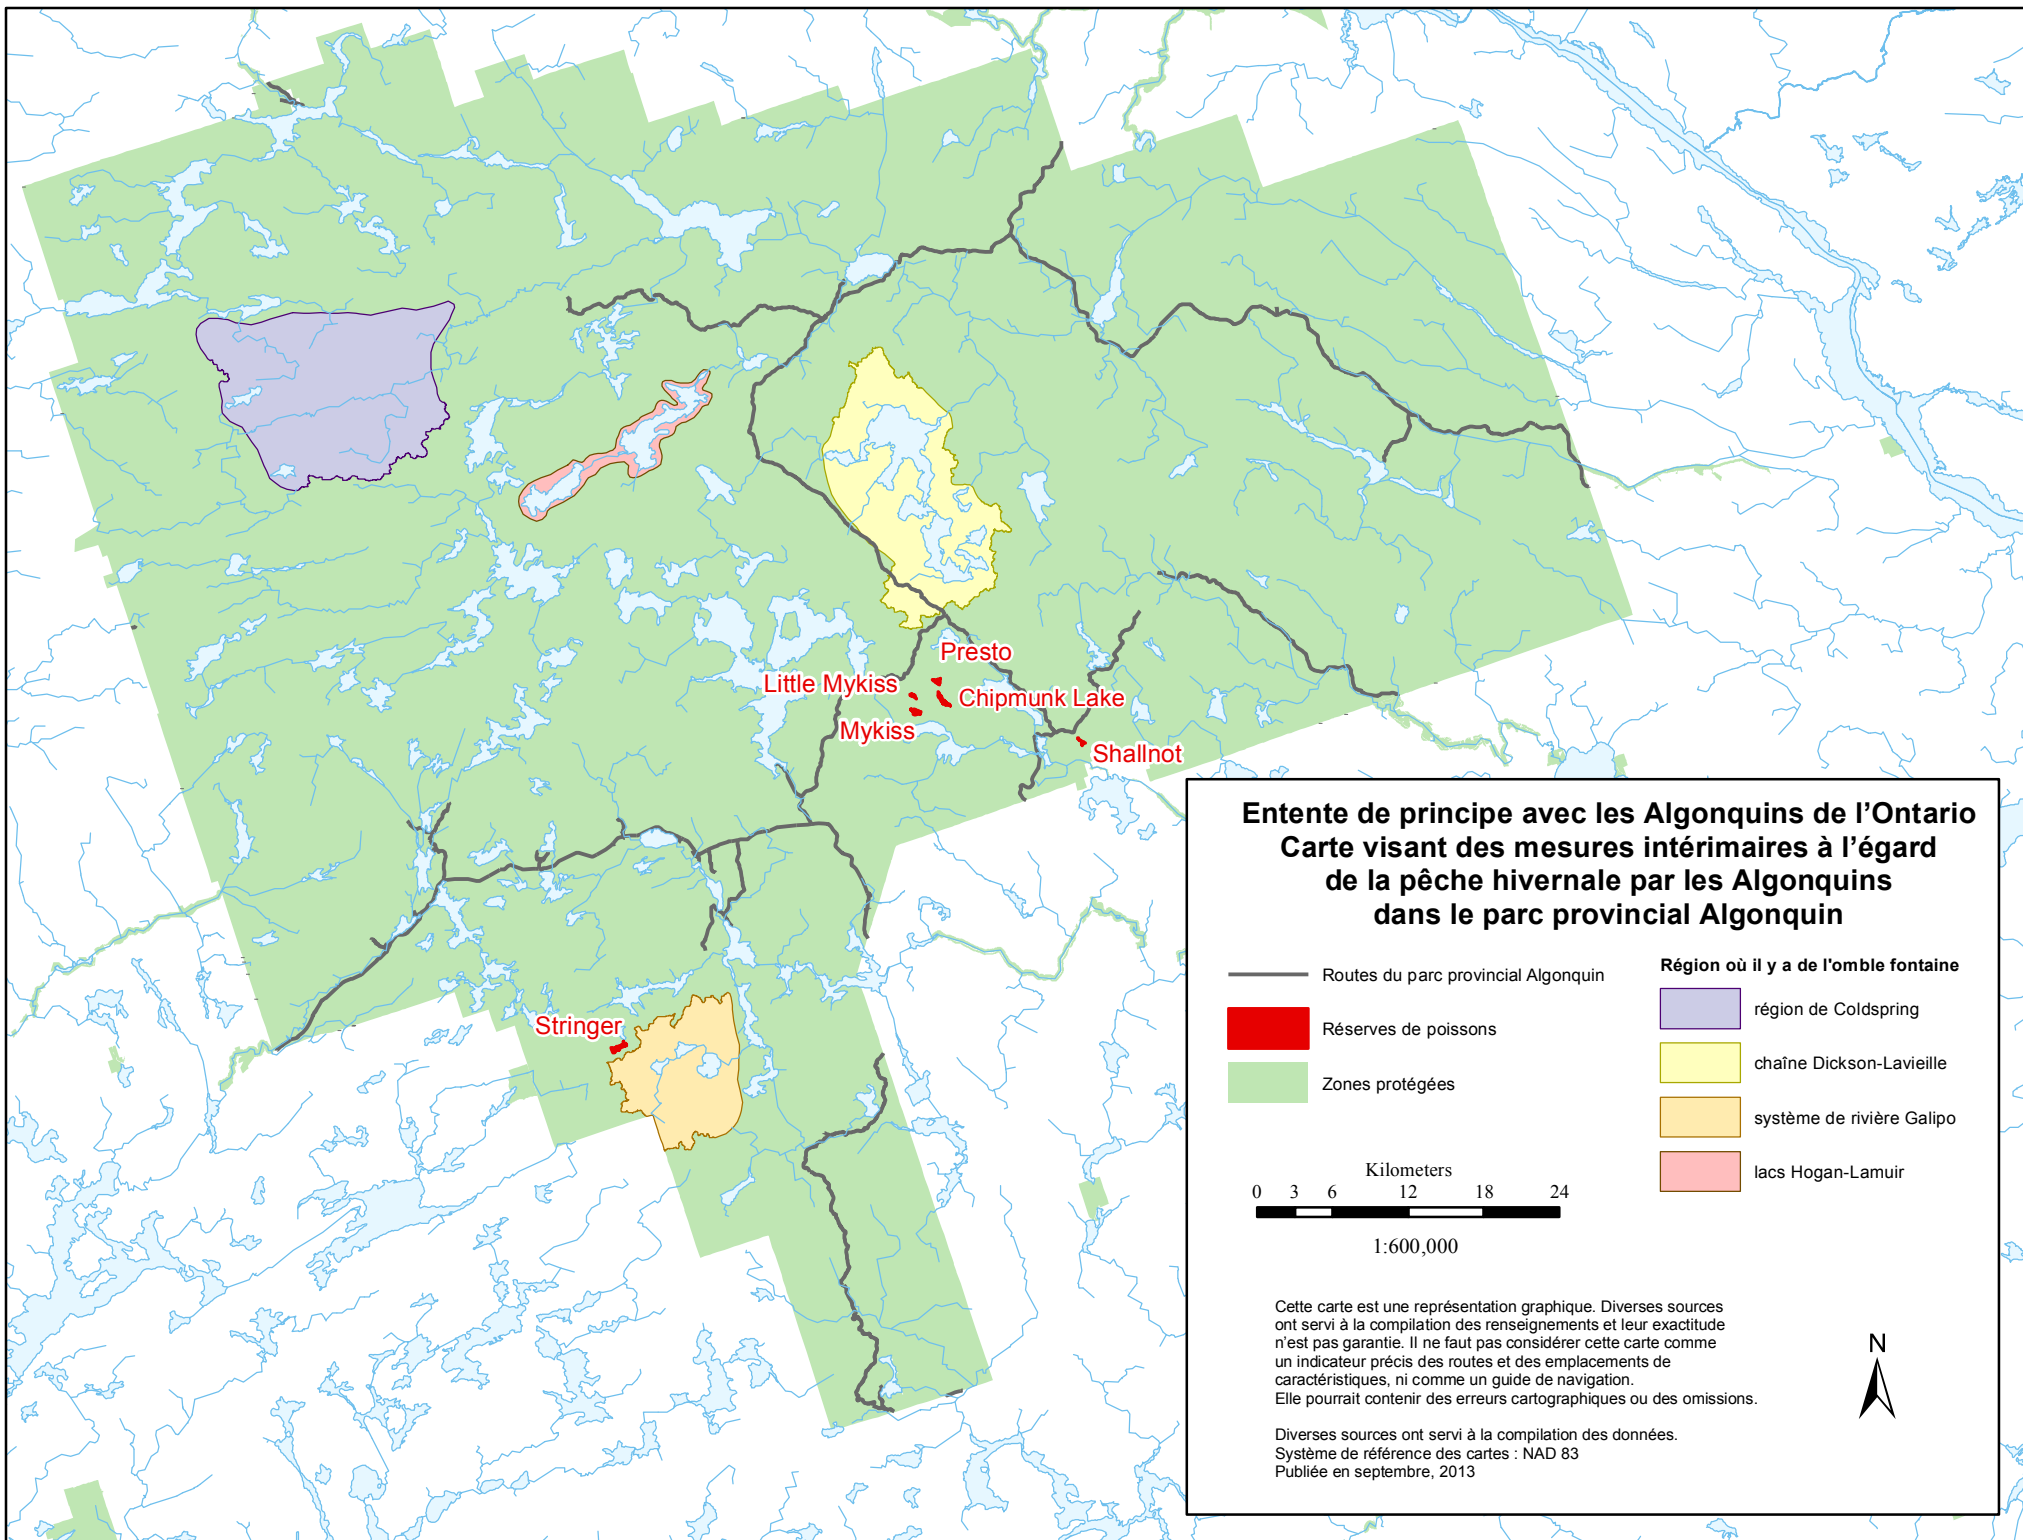 Presto
Little Mykiss
Chipmunk Lake
Mykiss
Shallnot
Stringer
Entente de principe avec les Algonquins de l’Ontario
Carte visant des mesures intérimaires à l’égard
de la pêche hivernale par les Algonquins
dans le parc provincial Algonquin
Routes du parc provincial Algonquin
Réserves de poissons
Zones protégées
Région où il y a de l'omble fontaine
région de Coldspring
chaîne Dickson-Lavieille
système de rivière Galipo
lacs Hogan-Lamuir
Kilometers
0 3 6 12 18 24
1:600,000
Cette carte est une représentation graphique. Diverses sources
ont servi à la compilation des renseignements et leur exactitude
n’est pas garantie. Il ne faut pas considérer cette carte comme
un indicateur précis des routes et des emplacements de
caractéristiques, ni comme un guide de navigation.
Elle pourrait contenir des erreurs cartographiques ou des omissions.
Diverses sources ont servi à la compilation des données.
Système de référence des cartes : NAD 83
Publiée en septembre, 2013
N